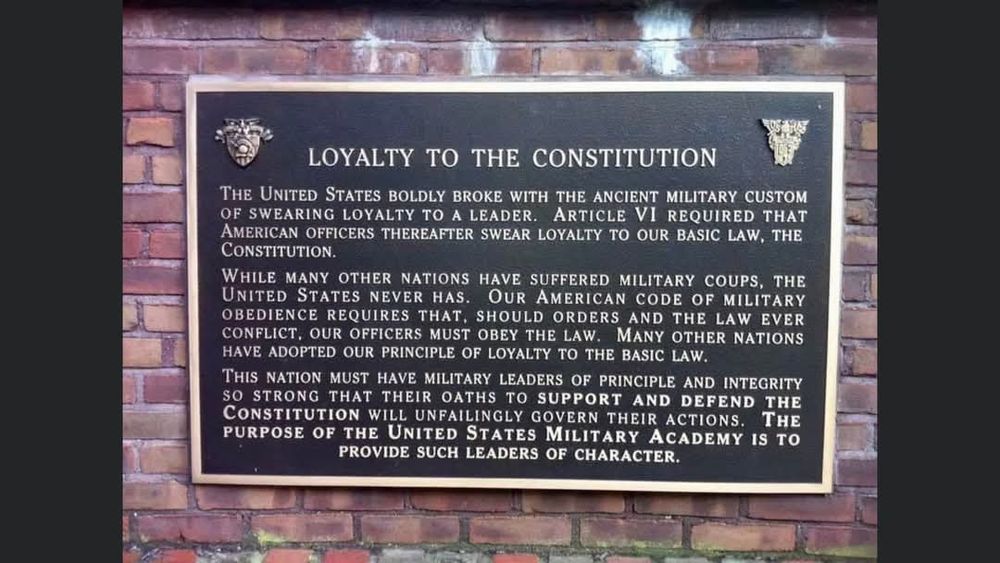 LOYALTY TO THE CONSTITUTION
THE UNITED STATES BOLDLY BROKE WITH THE ANCIENT MILITARY CUSTOM
OF SWEARING LOYALTY TO A LEADER. ARTICLE VI REQUIRED THAT
AMERICAN OFFICERS THEREAFTER SWEAR LOYALTY TO OUR BASIC LAW, THE
CONSTITUTION.
WHILE MANY OTHER NATIONS HAVE SUFFERED MILITARY COUPS, THE
UNITED STATES NEVER HAS. OUR AMERICAN CODE OF MILITARY
OBEDIENCE REQUIRES THAT, SHOULD ORDERS AND THE LAW EVER
CONFLICT, OUR OFFICERS MUST OBEY THE LAW. MANY OTHER NATIONS
HAVE ADOPTED OUR PRINCIPLE OF LOYALTY TO THE BASIC LAW.
THIS NATION MUST HAVE MILITARY LEADERS OF PRINCIPLE AND INTEGRITY
SO STRONG THAT THEIR OATHS TO SUPPORT AND DEFEND THE
CONSTITUTION WILL UNFAILINGLY GOVERN THEIR ACTIONS. THE
PURPOSE OF THE UNITED STATES MILITARY ACADEMY IS TO
PROVIDE SUCH LEADERS OF CHARACTER.